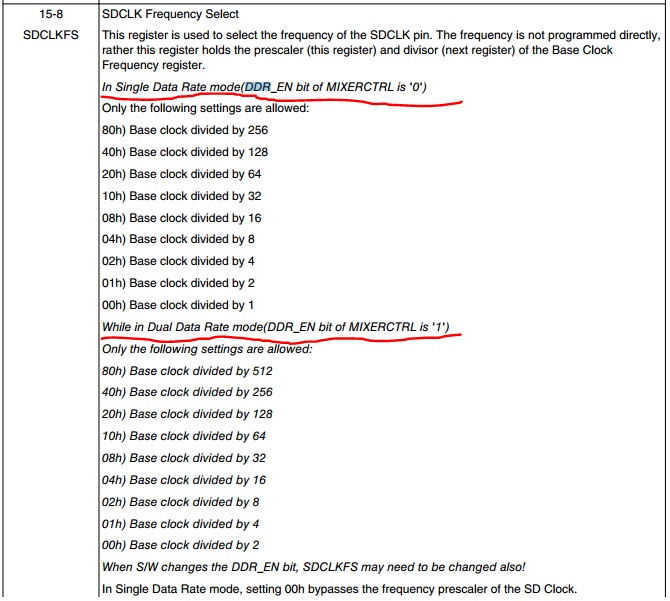 15-8
SDCLKFS
SDCLK Frequency Select
This register is used to select the frequency of the SDCLK pin. The frequency is not programmed directly,
rather this register holds the prescaler (this register) and divisor (next register) of the Base Clock
Frequency register.
In Single Data Rate mode(DDR_EN bit of MIXERCTRL is '0')
Only the following settings are allowed:
80h) Base clock divided by 256
40h) Base clock divided by 128
20h) Base clock divided by 64
10h) Base clock divided by 32
08h) Base clock divided by 16
04h) Base clock divided by 8
02h) Base clock divided by 4
01h) Base clock divided by 2
00h) Base clock divided by 1
While in Dual Data Rate mode(DDR_EN bit of MIXERCTRL is '1')
Only the following settings are allowed:
80h) Base clock divided by 512
40h) Base clock divided by 256
20h) Base clock divided by 128
10h) Base clock divided by 64
08h) Base clock divided by 32
04h) Base clock divided by 16
02h) Base clock divided by 8
01h) Base clock divided by 4
00h) Base clock divided by 2
When S/W changes the DDR_EN bit, SDCLKFS may need to be changed also!
In Single Data Rate mode, setting 00h bypasses the frequency prescaler of the SD Clock.